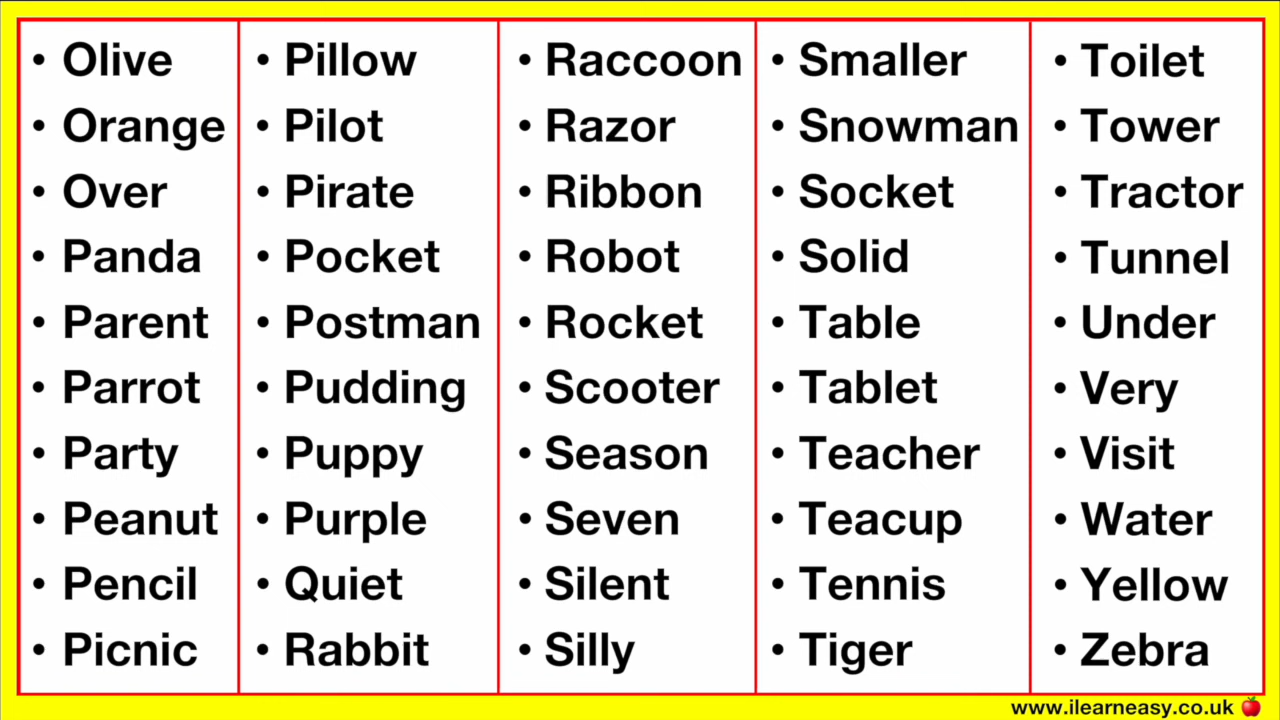 • Olive
• Orange
• Over
• Panda
• Parent
• Parrot
• Party
• Peanut
• Pencil
• Picnic
• Pillow
• Pilot
• Pirate
• Pocket
• Postman
• Pudding
• Puppy
• Purple
• Quiet
• Rabbit
• Raccoon
• Razor
• Ribbon
• Robot
• Rocket
• Scooter
• Season
• Seven
• Silent
• Silly
• Smaller
• Snowman
• Socket
• Solid
• Table
• Tablet
• Teacher
• Teacup
• Tennis
• Tiger
• Toilet
• Tower
• Tractor
• Tunnel
• Under
• Very
• Visit
• Water
• Yellow
• Zebra
www.ilearneasy.co.uk